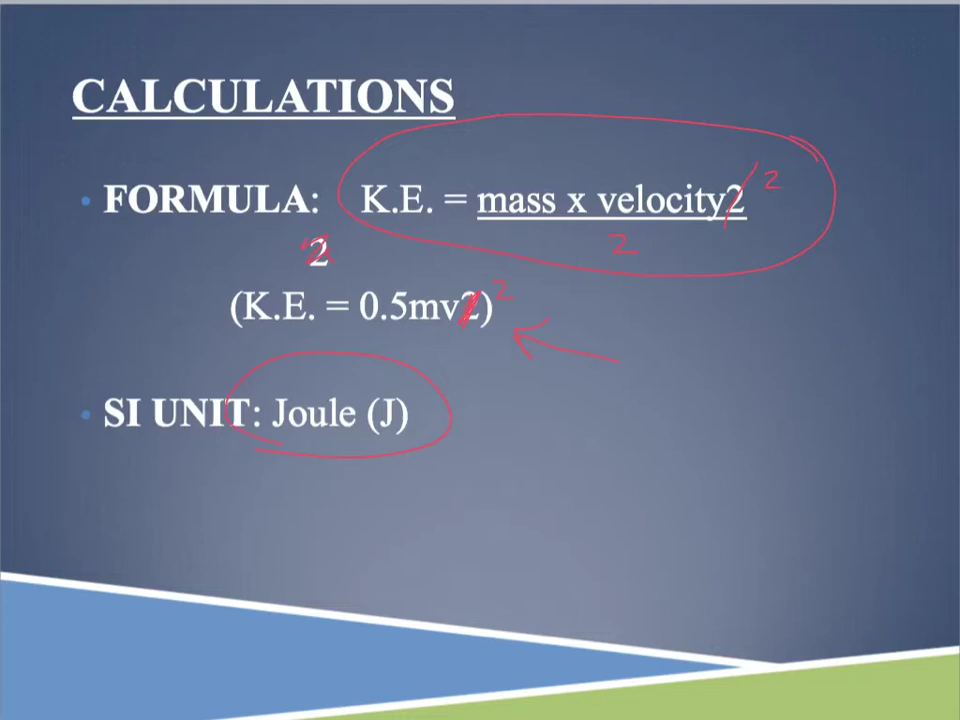 CALCULATIONS
• FORMULA: K.E. = mass x velocity2 2
2 2
(K.E. = 0.5mv2) 2
• SI UNIT: Joule (J)